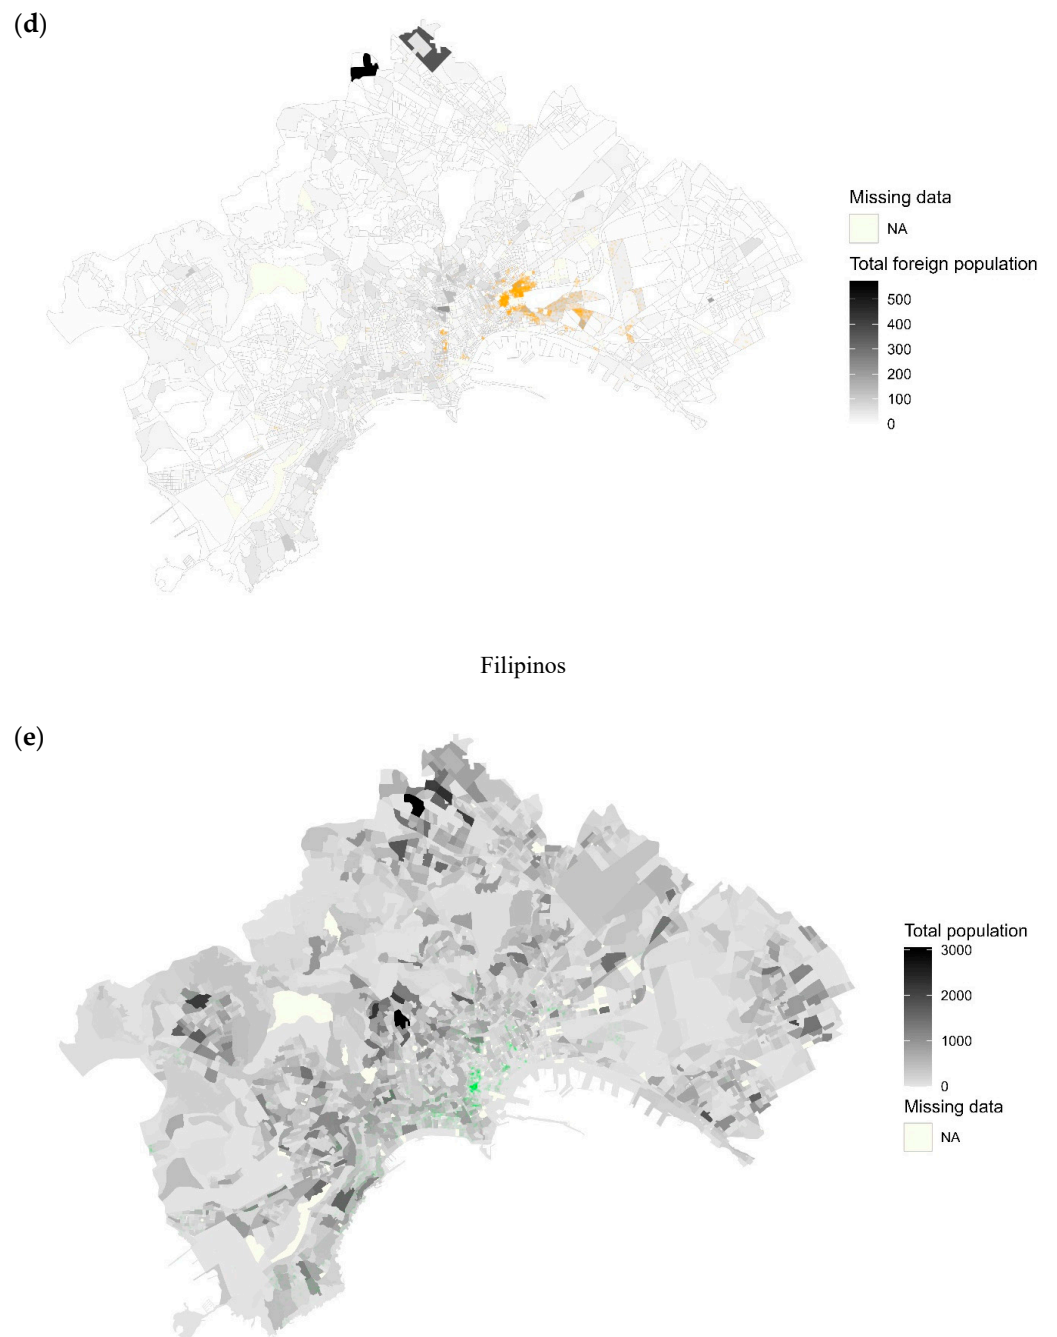 (d)
Missing data
NA
Total foreign population
500
400
300
200
100
0
Filipinos
(e)
Total population
3000
2000
1000
0
Missing data
NA